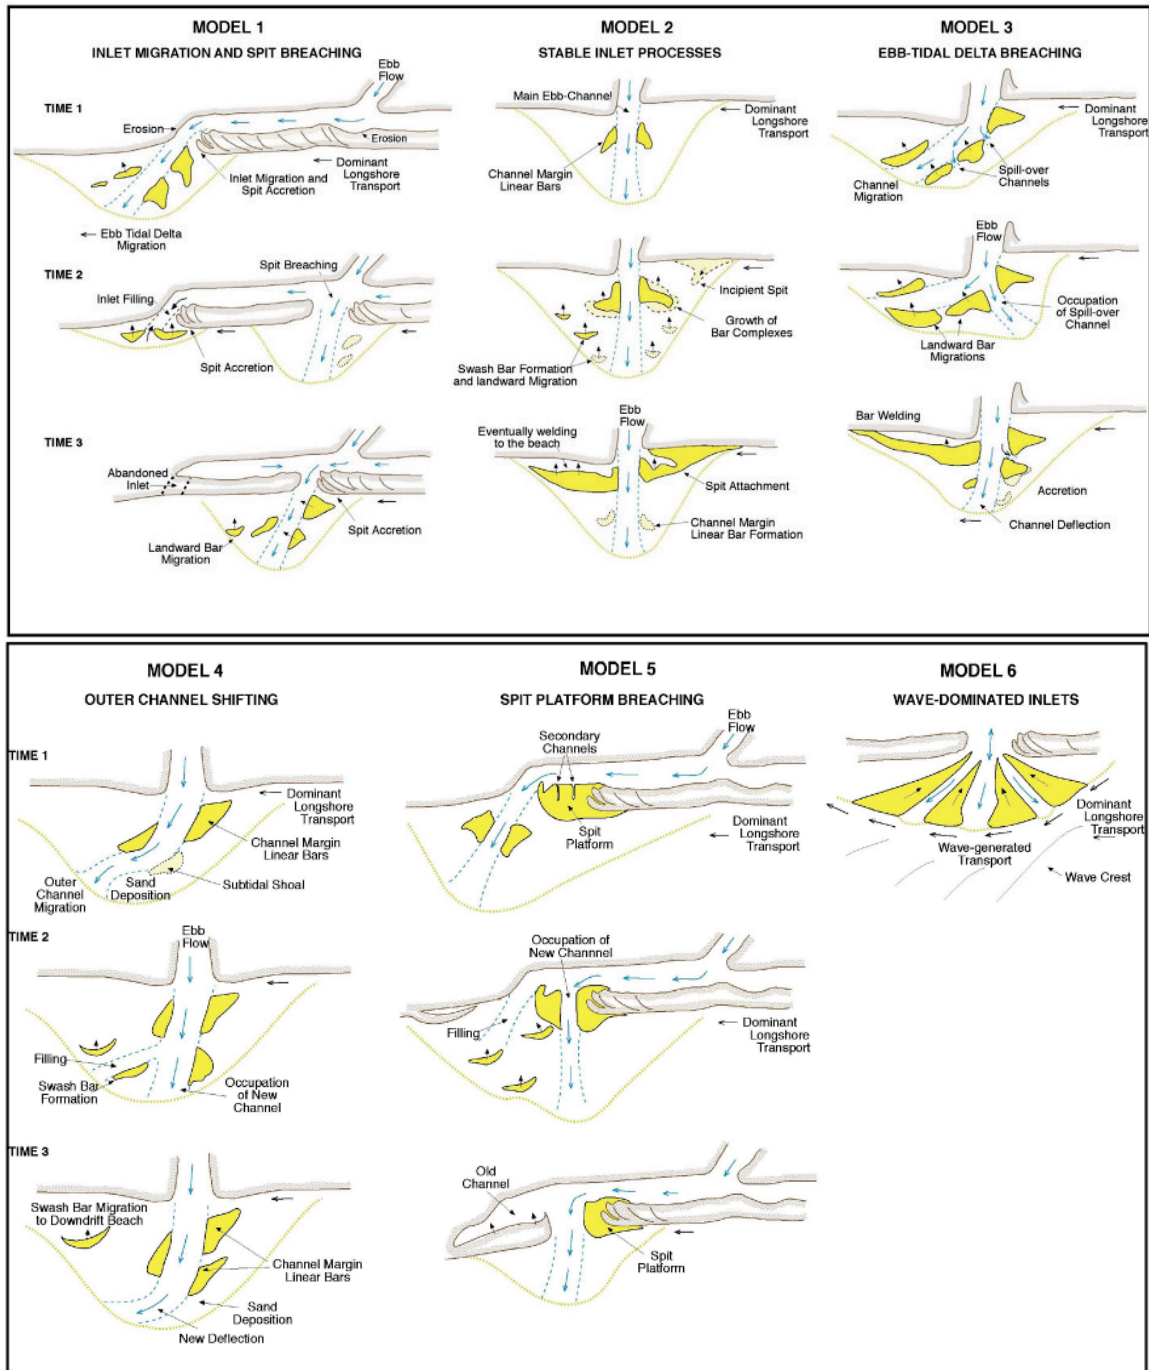 MODEL 1
INLET MIGRATION AND SPIT BREACHING
TIME 1
Ebb
Flow
Erosion
Erosion
Inlet Migration and
Spit Accretion
Dominant
Longshore
Transport
Ebb Tidal Delta
Migration
TIME 2
Spit Breaching
Inlet Filling
Spit Accretion
TIME 3
Abandoned
Inlet
Spit Accretion
Landward Bar
Migration
MODEL 2
STABLE INLET PROCESSES
Main Ebb-Channel
Dominant
Longshore
Transport
Channel Margin
Linear Bars
Incipient Spit
Growth of
Bar Complexes
Swash Bar Formation
and landward Migration
Ebb
Flow
Eventually welding
to the beach
Spit Attachment
Channel Margin
Linear Bar Formation
MODEL 3
EBB-TIDAL DELTA BREACHING
Dominant
Longshore
Transport
Channel
Migration
Spill-over
Channels
Ebb
Flow
Occupation
of Spill-over
Channel
Landward Bar
Migrations
Bar Welding
Accretion
Channel Deflection
MODEL 4
OUTER CHANNEL SHIFTING
TIME 1
Dominant
Longshore
Transport
Channel Margin
Linear Bars
Outer
Channel
Migration
Sand
Deposition
Subtidal Shoal
TIME 2
Ebb
Flow
Filling
Swash Bar
Formation
Occupation
of New
Channel
TIME 3
Swash Bar Migration
to Downdrift Beach
Channel Margin
Linear Bars
Sand
Deposition
New Deflection
MODEL 5
SPIT PLATFORM BREACHING
Ebb
Flow
Secondary
Channels
Spit
Platform
Dominant
Longshore
Transport
Occupation of
New Channnel
Filling
Dominant
Longshore
Transport
Old
Channel
Spit
Platform
MODEL 6
WAVE-DOMINATED INLETS
Dominant
Longshore
Transport
Wave-generated
Transport
Wave Crest